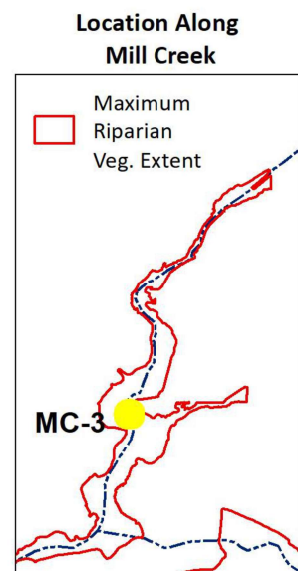 Location Along
Mill Creek
Maximum
Riparian
Veg. Extent
MC-3